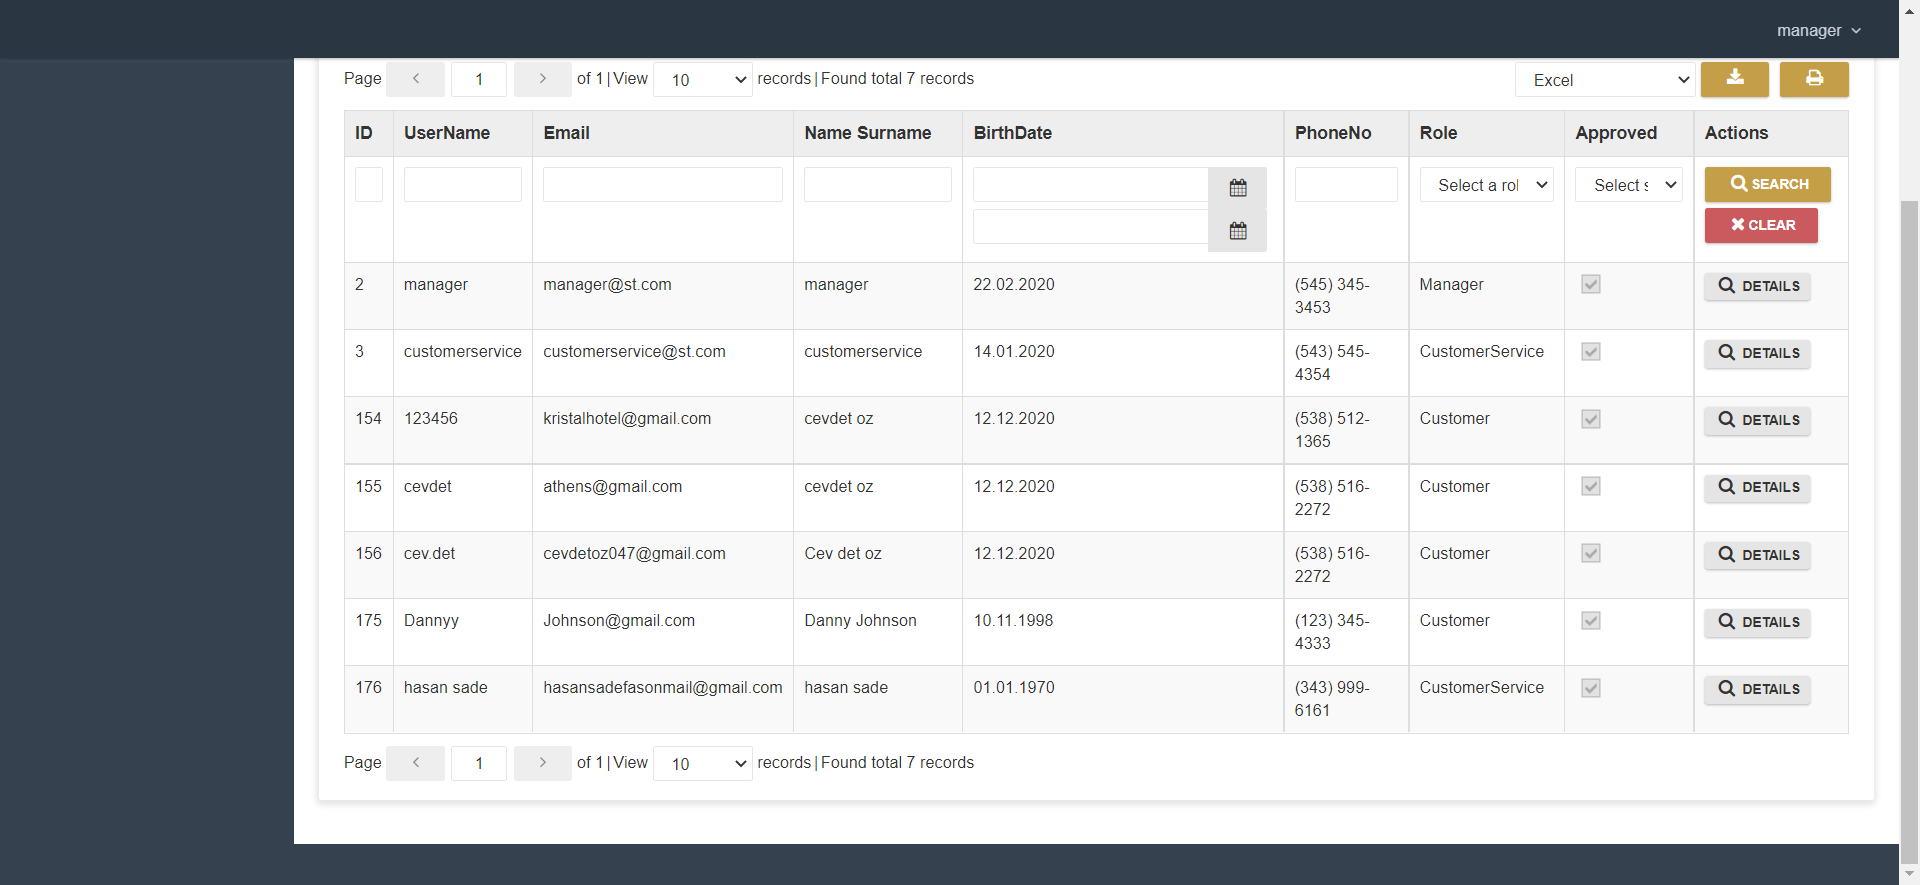 manager
Page 1 of 1 | View 10 records | Found total 7 records Excel
ID UserName Email Name Surname BirthDate PhoneNo Role Approved Actions
Select a rol Select s SEARCH
CLEAR
2 manager manager@st.com manager 22.02.2020 (545) 345- Manager DETAILS
3453
3 customerservice customerservice@st.com customerservice 14.01.2020 (543) 545- CustomerService DETAILS
4354
154 123456 kristalhotel@gmail.com cevdet oz 12.12.2020 (538) 512- Customer DETAILS
1365
155 cevdet athens@gmail.com cevdet oz 12.12.2020 (538) 516- Customer DETAILS
2272
156 cev.det cevdetoz047@gmail.com Cev det oz 12.12.2020 (538) 516- Customer DETAILS
2272
175 Dannyy Johnson@gmail.com Danny Johnson 10.11.1998 (123) 345- Customer DETAILS
4333
176 hasan sade hasansadefasonmail@gmail.com hasan sade 01.01.1970 (343) 999- CustomerService DETAILS
6161
Page 1 of 1 | View 10 records | Found total 7 records